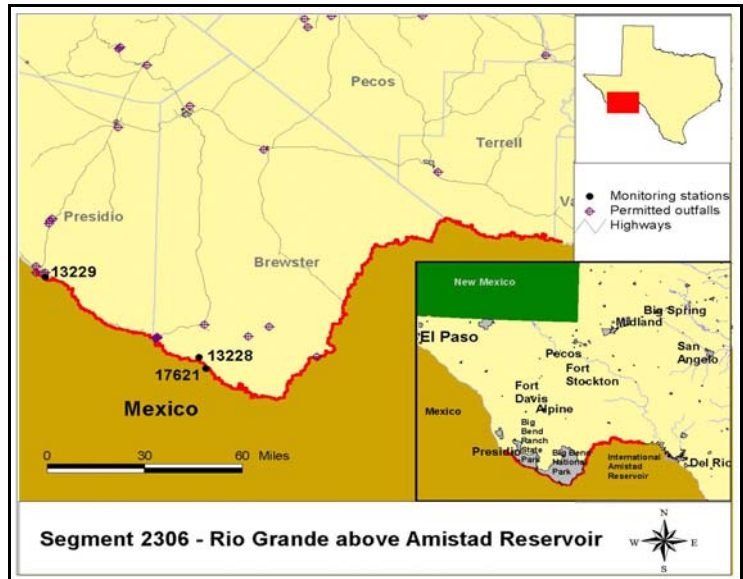 Pecos
Terrell
Va
Presidio
Brewster
13229
13228
17621
Mexico
0 30 60 Miles
Monitoring stations
Permitted outfalls
Highways
New Mexico
El Paso
Big Spring
Midland
San
Angelo
Pecos
Fort
Stockton
Fort
Davis
Alpine
Mexico
Big
Bend
Ranch
State
Park
Presidio
Big Bend
National
Park
International
Amistad
Reservoir
Del Rio
Segment 2306 - Rio Grande above Amistad Reservoir
N
W E
S